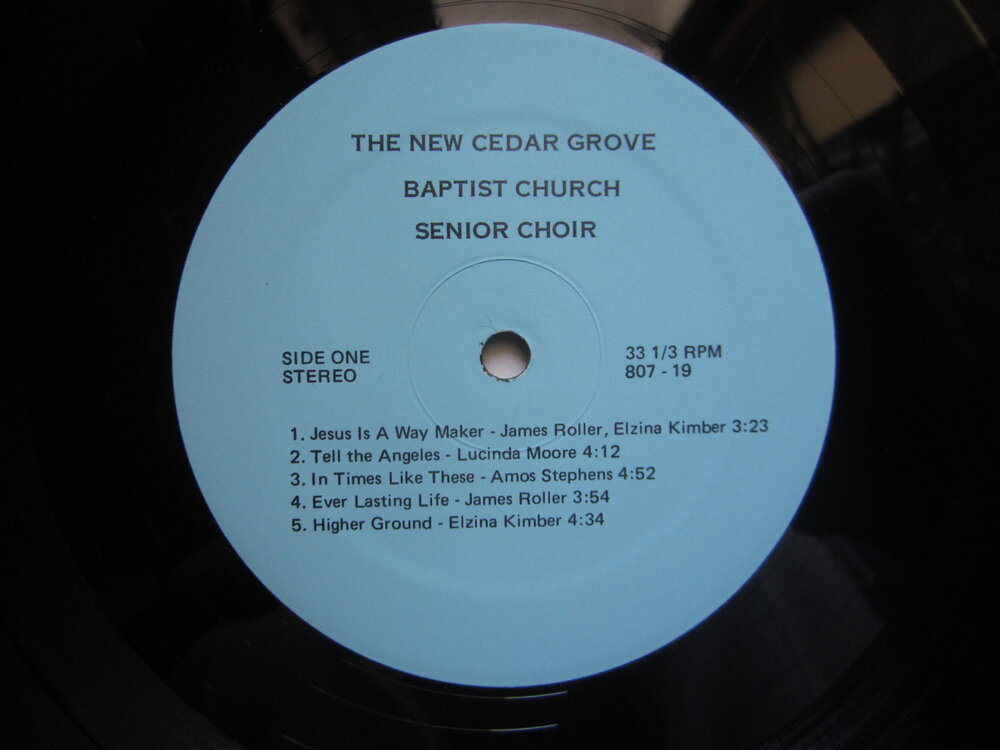 THE NEW CEDAR GROVE
BAPTIST CHURCH
SENIOR CHOIR
SIDE ONE
STEREO
33 1/3 RPM
807 - 19
1. Jesus Is A Way Maker - James Roller, Elzina Kimber 3:23
2. Tell the Angeles - Lucinda Moore 4:12
3. In Times Like These - Amos Stephens 4:52
4. Ever Lasting Life - James Roller 3:54
5. Higher Ground - Elzina Kimber 4:34